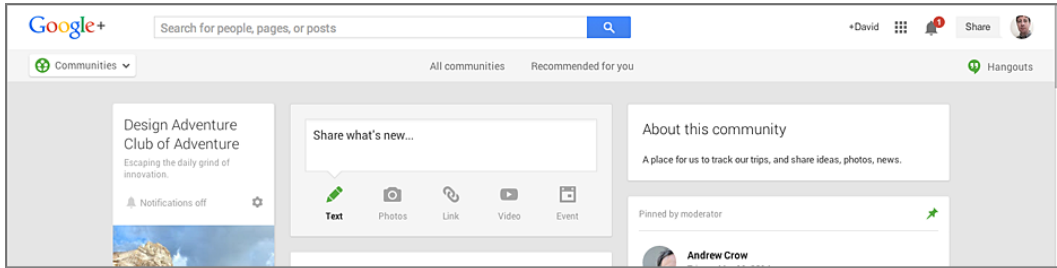 Google+
Search for people, pages, or posts
+David
1
Share
Communities
All communities
Recommended for you
Hangouts
Design Adventure
Club of Adventure
Escaping the daily grind of
innovation.
Notifications off
Share what's new...
Text
Photos
Link
Video
Event
About this community
A place for us to track our trips, and share ideas, photos, news.
Pinned by moderator
Andrew Crow